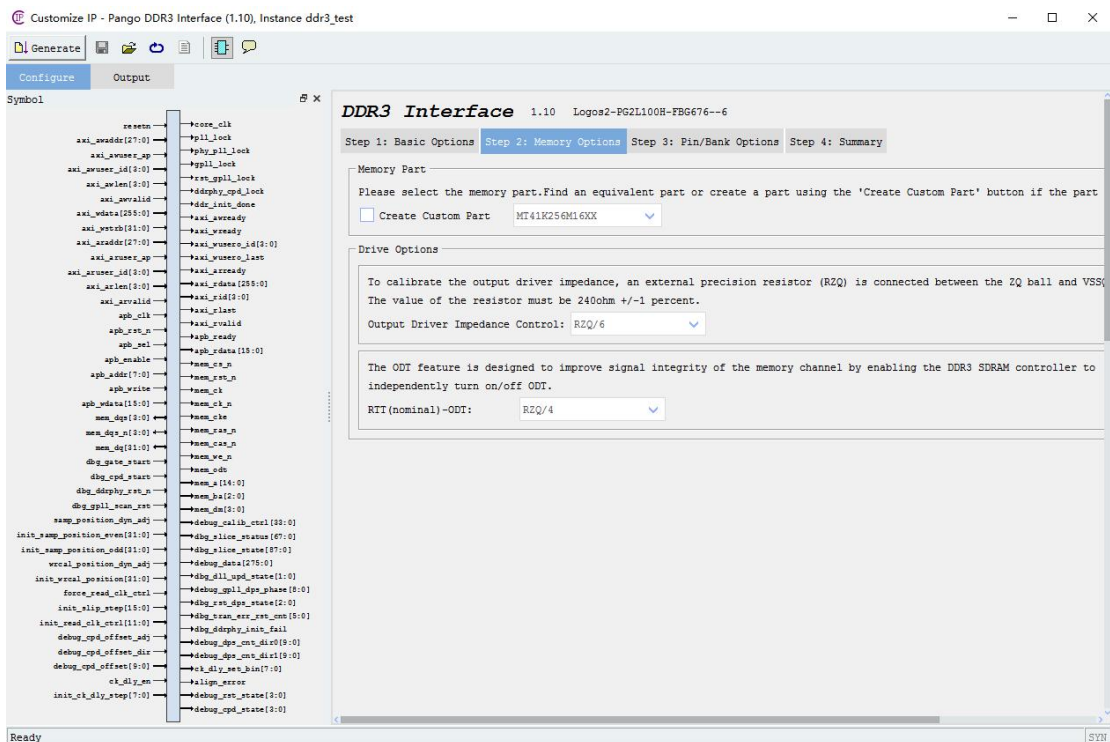 Customize IP - Pango DDR3 Interface (1.10), Instance ddr3_test
Generate
Configure Output
Symbol
resetn
axi_awaddr[27:0]
axi_awuser_ap
axi_awuser_id[3:0]
axi_awlen[3:0]
axi_awvalid
axi_wdata[255:0]
axi_wstrb[31:0]
axi_araddr[27:0]
axi_aruser_ap
axi_aruser_id[3:0]
axi_arlen[3:0]
axi_arvalid
apb_clk
apb_rst_n
apb_sel
apb_enable
apb_addr[7:0]
apb_write
apb_wdata[15:0]
mem_dqs[3:0]
mem_dqs_n[3:0]
mem_dq[31:0]
dbg_gate_start
dbg_cpd_start
dbg_ddrphy_rst_n
dbg_gpll_scan_rst
samp_position_dyn_adj
init_samp_position_even[31:0]
init_samp_position_odd[31:0]
wrcal_position_dyn_adj
init_wrcal_position[31:0]
force_read_clk_ctrl
init_slip_step[15:0]
init_read_clk_ctrl[11:0]
debug_cpd_offset_adj
debug_cpd_offset_dir
debug_cpd_offset[9:0]
ck_dly_en
init_ck_dly_step[7:0]
core_clk
pll_lock
phy_pll_lock
gpll_lock
rst_gpll_lock
ddrphy_cpd_lock
ddr_init_done
axi_awready
axi_wready
axi_wusero_id[3:0]
axi_wusero_last
axi_arready
axi_rdata[255:0]
axi_rid[3:0]
axi_rlast
axi_rvalid
apb_ready
apb_rdata[15:0]
mem_cs_n
mem_rst_n
mem_ck
mem_ck_n
mem_cke
mem_ras_n
mem_cas_n
mem_we_n
mem_odt
mem_a[14:0]
mem_ba[2:0]
mem_dm[3:0]
debug_calib_ctrl[33:0]
dbg_slice_status[67:0]
dbg_slice_state[87:0]
debug_data[275:0]
dbg_dll_upd_state[1:0]
debug_gpll_dps_phase[8:0]
dbg_rst_dps_state[2:0]
dbg_tran_err_rst_cnt[5:0]
dbg_ddrphy_init_fail
debug_dps_cnt_dir0[9:0]
debug_dps_cnt_dir1[9:0]
ck_dly_set_bin[7:0]
align_error
debug_rst_state[3:0]
debug_cpd_state[3:0]
DDR3 Interface 1.10 Logos2-PG2L100H-FBG676--6
Step 1: Basic Options Step 2: Memory Options Step 3: Pin/Bank Options Step 4: Summary
Memory Part
Please select the memory part.Find an equivalent part or create a part using the 'Create Custom Part' button if the part
Create Custom Part MT41K256M16XX
Drive Options
To calibrate the output driver impedance, an external precision resistor (RZQ) is connected between the ZQ ball and VSSQ
The value of the resistor must be 240ohm +/-1 percent.
Output Driver Impedance Control: RZQ/6
The ODT feature is designed to improve signal integrity of the memory channel by enabling the DDR3 SDRAM controller to
independently turn on/off ODT.
RTT(nominal)-ODT: RZQ/4
Ready SYN